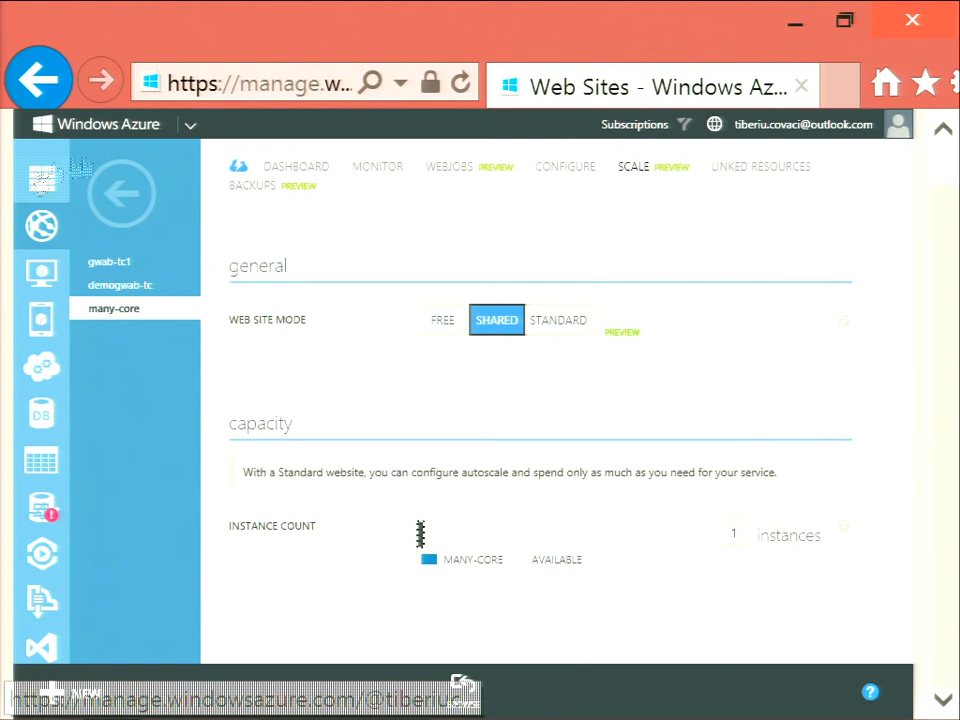 https://manage.w...
Web Sites - Windows Az...
Windows Azure
Subscriptions
tiberiu.covaci@outlook.com
DASHBOARD MONITOR WEBJOBS PREVIEW CONFIGURE SCALE PREVIEW LINKED RESOURCES
BACKUPS PREVIEW
gwab-tc1
demogwab-tc
many-core
general
WEB SITE MODE FREE SHARED STANDARD
PREVIEW
capacity
With a Standard website, you can configure autoscale and spend only as much as you need for your service.
INSTANCE COUNT 1 instances
MANY-CORE AVAILABLE
DB
NEW
https://manage.windowsazure.com/@tiberiuc
?